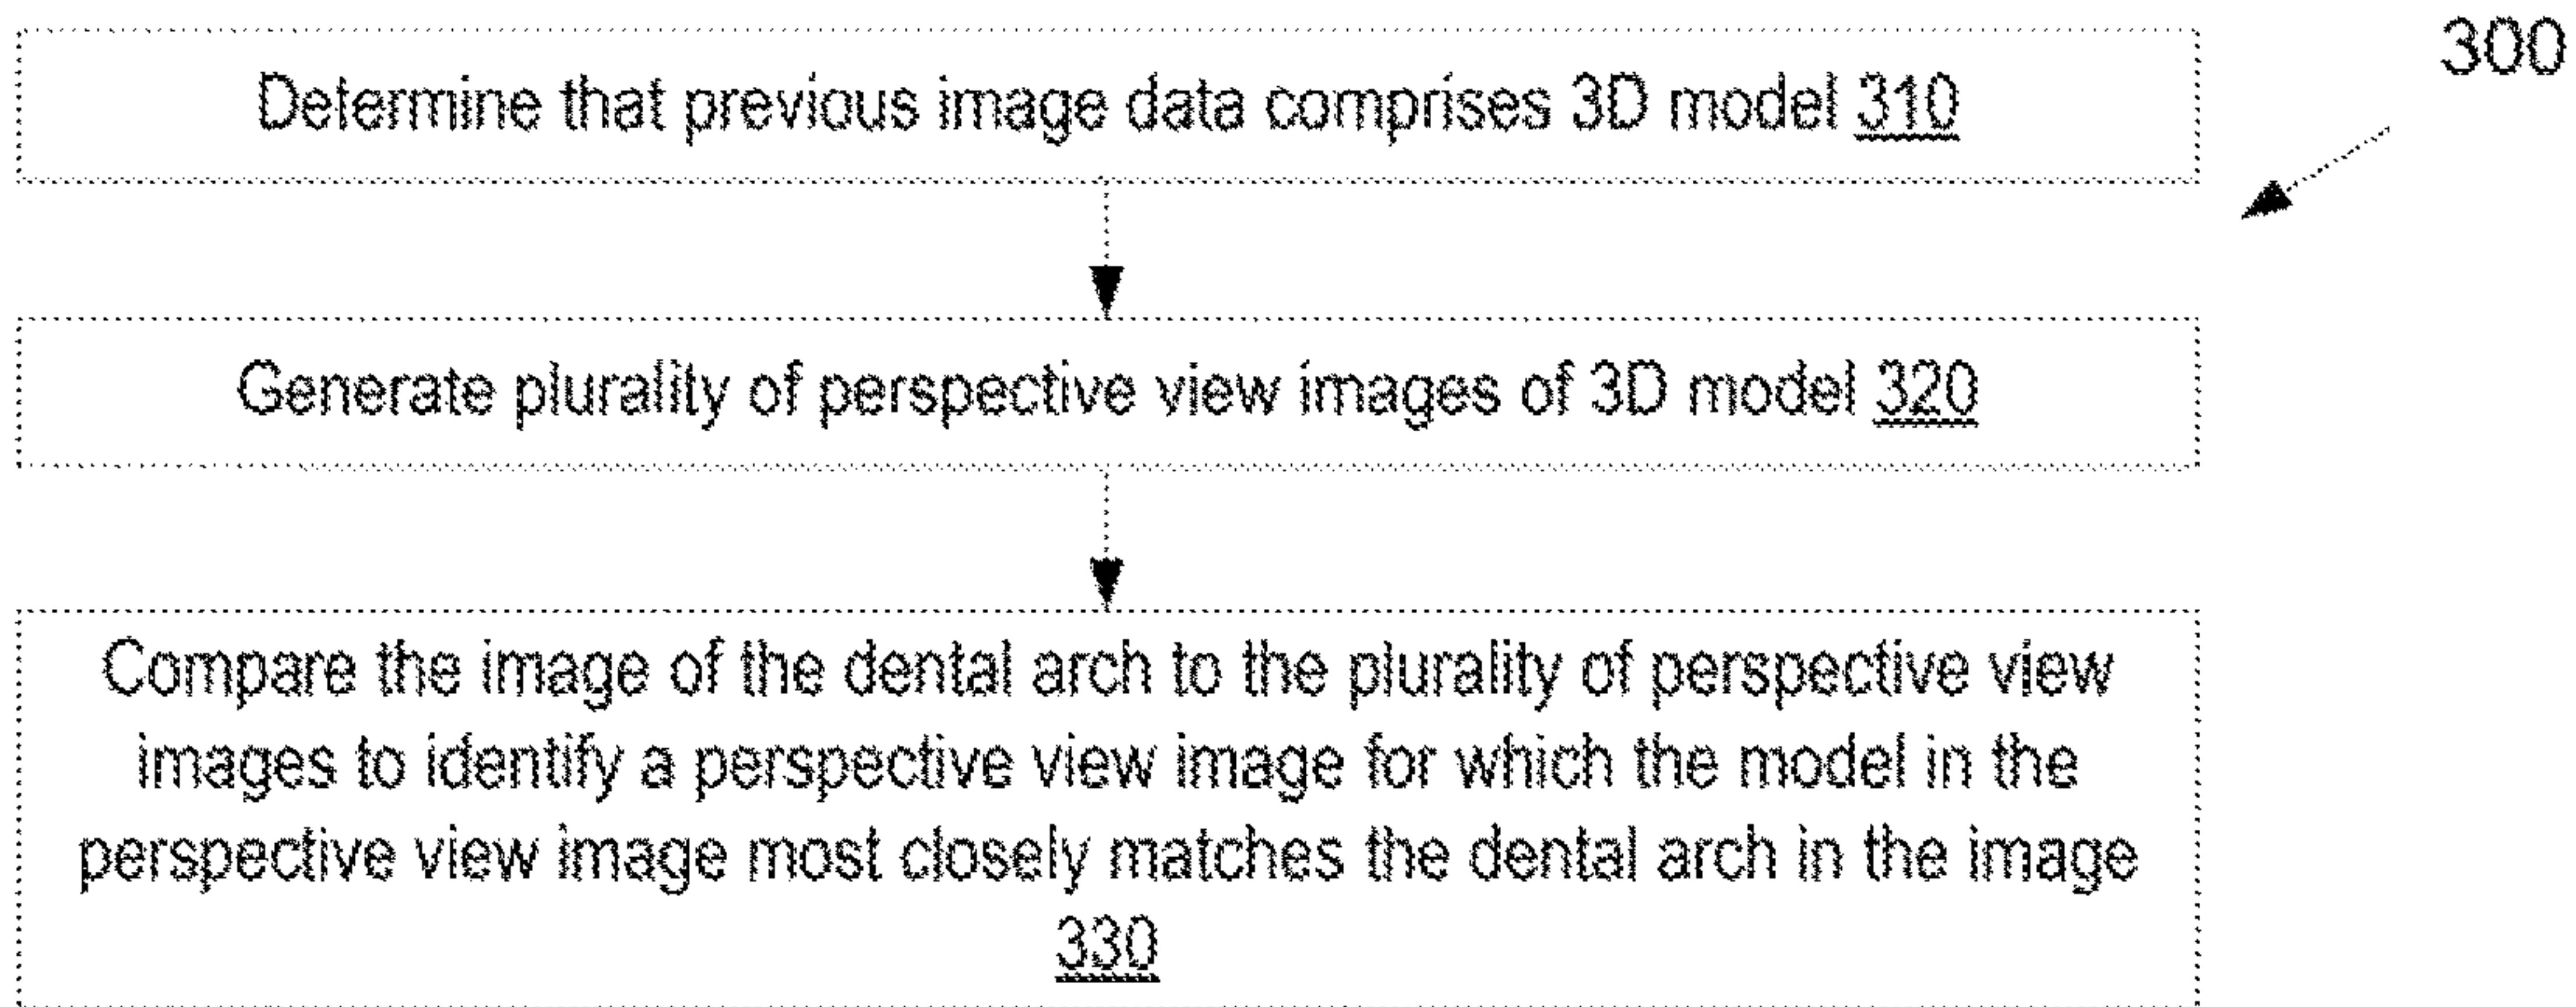 300
Determine that previous image data comprises 3D model 310
Generate plurality of perspective view images of 3D model 320
Compare the image of the dental arch to the plurality of perspective view
images to identify a perspective view image for which the model in the
perspective view image most closely matches the dental arch in the image
330